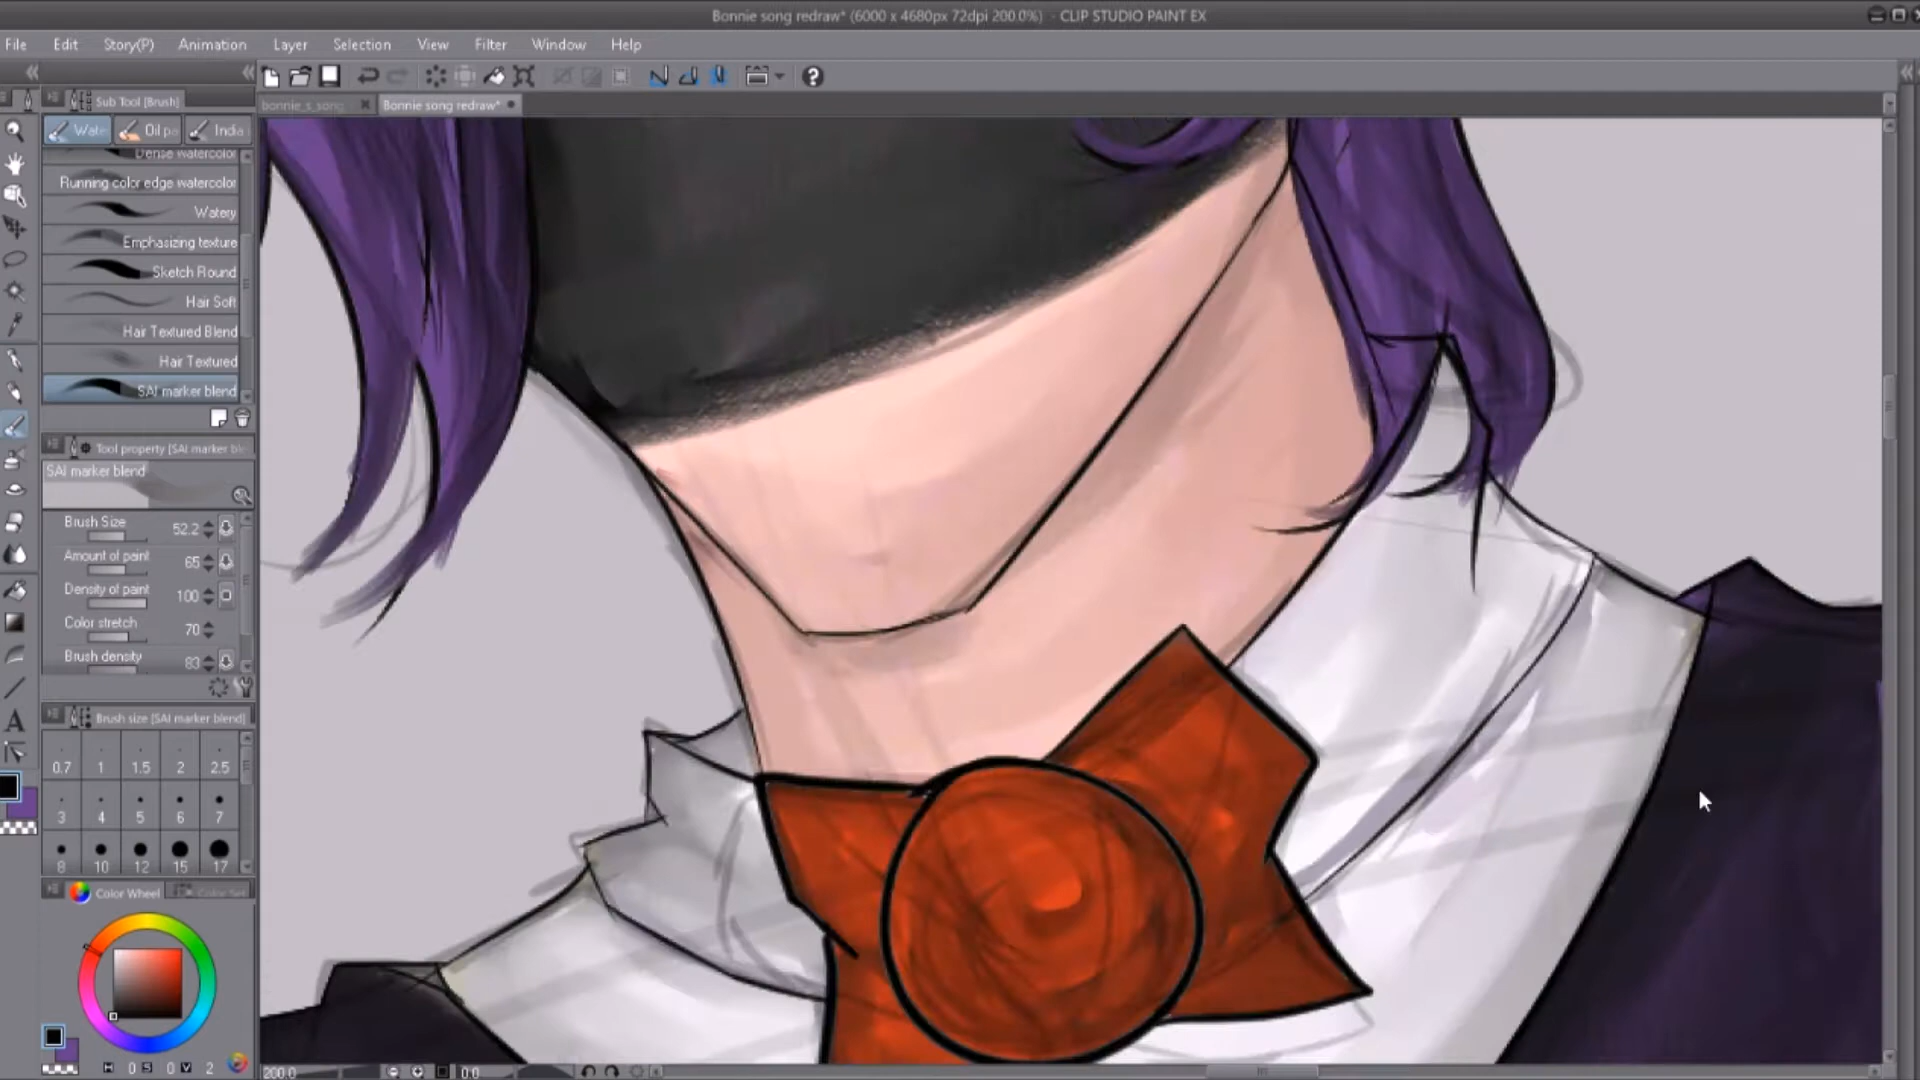 Bonnie song redraw* (6000 x 4680px 72dpi 200.0%) - CLIP STUDIO PAINT EX
File Edit Story(P) Animation Layer Selection View Filter Window Help
Sub Tool [Brush]
bonnie_s_song Bonnie song redraw*
Wate Oil pa India
Dense watercolor
Running color edge watercolor
Watery
Emphasizing texture
Sketch Round
Hair Soft
Hair Textured Blend
Hair Textured
SAI marker blend
Tool property [SAI marker ble
SAI marker blend
Brush Size 52.2
Amount of paint 65
Density of paint 100
Color stretch 70
Brush density 83
Brush size [SAI marker blend]
0.7 1 1.5 2 2.5
3 4 5 6 7
8 10 12 15 17
Color Wheel Color Set
H 0 S 0 V 2
200.0 0.0
A